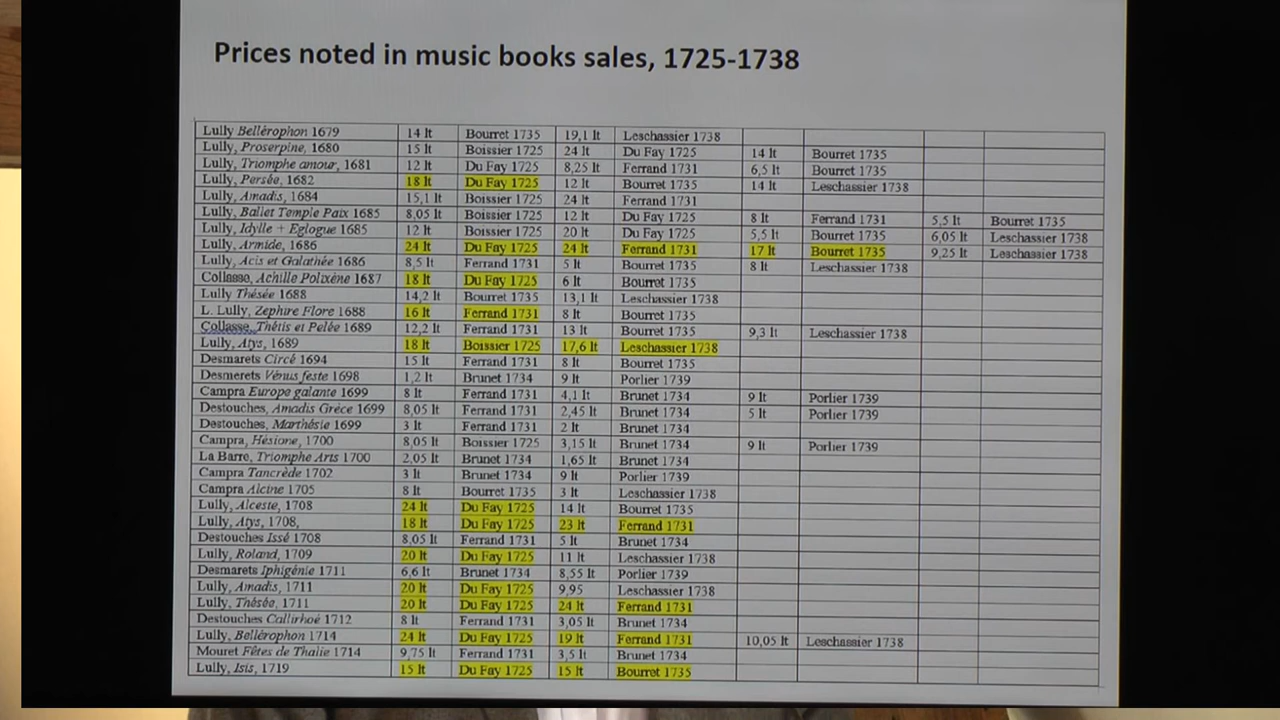 Prices noted in music books sales, 1725-1738
Lully Bellérophon 1679 14 lt Bourret 1735 19,1 lt Leschassier 1738
Lully, Proserpine, 1680 15 lt Boissier 1725 24 lt Du Fay 1725 14 lt Bourret 1735
Lully, Triomphe amour, 1681 12 lt Du Fay 1725 8,25 lt Ferrand 1731 6,5 lt Bourret 1735
Lully, Persée, 1682 18 lt Du Fay 1725 12 lt Bourret 1735 14 lt Leschassier 1738
Lully, Amadis, 1684 15,1 lt Boissier 1725 24 lt Ferrand 1731
Lully, Ballet Temple Paix 1685 8,05 lt Boissier 1725 12 lt Du Fay 1725 8 lt Ferrand 1731 5,5 lt Bourret 1735
Lully, Idylle + Eglogue 1685 12 lt Boissier 1725 20 lt Du Fay 1725 5,5 lt Bourret 1735 6,05 lt Leschassier 1738
Lully, Armide, 1686 24 lt Du Fay 1725 24 lt Ferrand 1731 17 lt Bourret 1735 9,25 lt Leschassier 1738
Lully, Acis et Galathée 1686 8,5 lt Ferrand 1731 5 lt Bourret 1735 8 lt Leschassier 1738
Collasse, Achille Polixène 1687 18 lt Du Fay 1725 6 lt Bourret 1735
Lully Thésée 1688 14,2 lt Bourret 1735 13,1 lt Leschassier 1738
L. Lully, Zephire Flore 1688 16 lt Ferrand 1731 8 lt Bourret 1735
Collasse, Thétis et Pelée 1689 12,2 lt Ferrand 1731 13 lt Bourret 1735 9,3 lt Leschassier 1738
Lully, Atys, 1689 18 lt Boissier 1725 17,6 lt Leschassier 1738
Desmarets Circé 1694 15 lt Ferrand 1731 8 lt Bourret 1735
Desmerets Vénus feste 1698 1,2 lt Brunet 1734 9 lt Porlier 1739
Campra Europe galante 1699 8 lt Ferrand 1731 4,1 lt Brunet 1734 9 lt Porlier 1739
Destouches, Amadis Grèce 1699 8,05 lt Ferrand 1731 2,45 lt Brunet 1734 5 lt Porlier 1739
Destouches, Marthésie 1699 3 lt Ferrand 1731 2 lt Brunet 1734
Campra, Hésione, 1700 8,05 lt Boissier 1725 3,15 lt Brunet 1734 9 lt Porlier 1739
La Barre, Triomphe Arts 1700 2,05 lt Brunet 1734 1,65 lt Brunet 1734
Campra Tancrède 1702 3 lt Brunet 1734 9 lt Porlier 1739
Campra Alcine 1705 8 lt Bourret 1735 3 lt Leschassier 1738
Lully, Alceste, 1708 24 lt Du Fay 1725 14 lt Bourret 1735
Lully, Atys, 1708, 18 lt Du Fay 1725 23 lt Ferrand 1731
Destouches Issé 1708 8,05 lt Ferrand 1731 5 lt Brunet 1734
Lully, Roland, 1709 20 lt Du Fay 1725 11 lt Leschassier 1738
Desmarets Iphigénie 1711 6,6 lt Brunet 1734 8,55 lt Porlier 1739
Lully, Amadis, 1711 20 lt Du Fay 1725 9,95 Leschassier 1738
Lully, Thésée, 1711 20 lt Du Fay 1725 24 lt Ferrand 1731
Destouches Callirhoé 1712 8 lt Ferrand 1731 3,05 lt Brunet 1734
Lully, Bellérophon 1714 24 lt Du Fay 1725 19 lt Ferrand 1731 10,05 lt Leschassier 1738
Mouret Fêtes de Thalie 1714 9,75 lt Ferrand 1731 3,5 lt Brunet 1734
Lully, Isis, 1719 15 lt Du Fay 1725 15 lt Bourret 1735